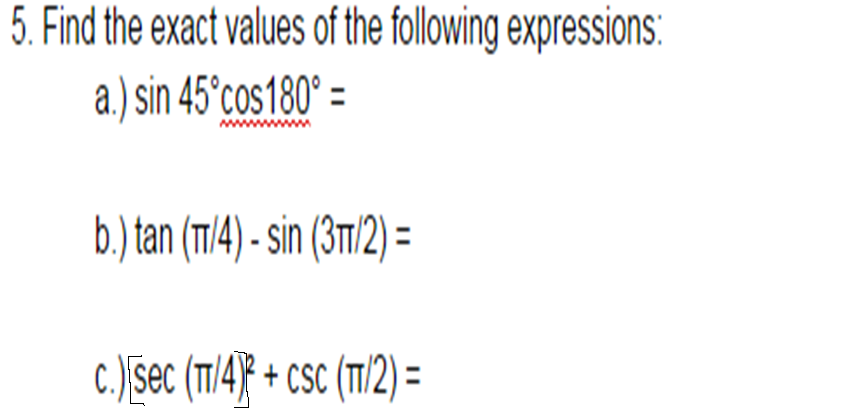 5. Find the exact values of the following expressions:
a.) sin 45°cos180° =
b.) tan (π/4) - sin (3π/2) =
c.) [sec (π/4)]² + csc (π/2) =